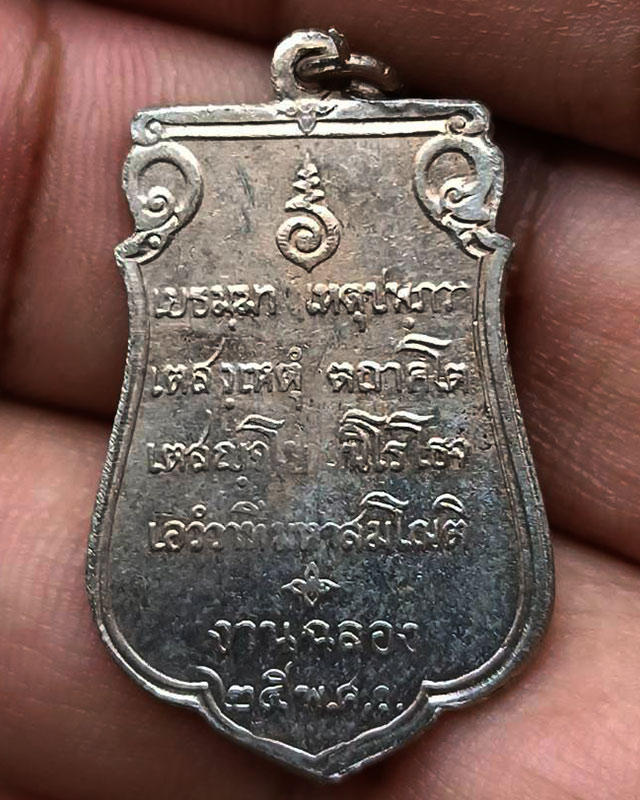 เยธมฺมา เหตุปฺปภวา
เตสํ เหตุํ ตถาคโต
เตสญฺจโย นิโรโธจ
เอวํวาที มหาสมโณติ
งานฉลอง
๒๕ พ.ศ.